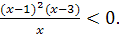 (x−1)²(x−3)/x < 0.